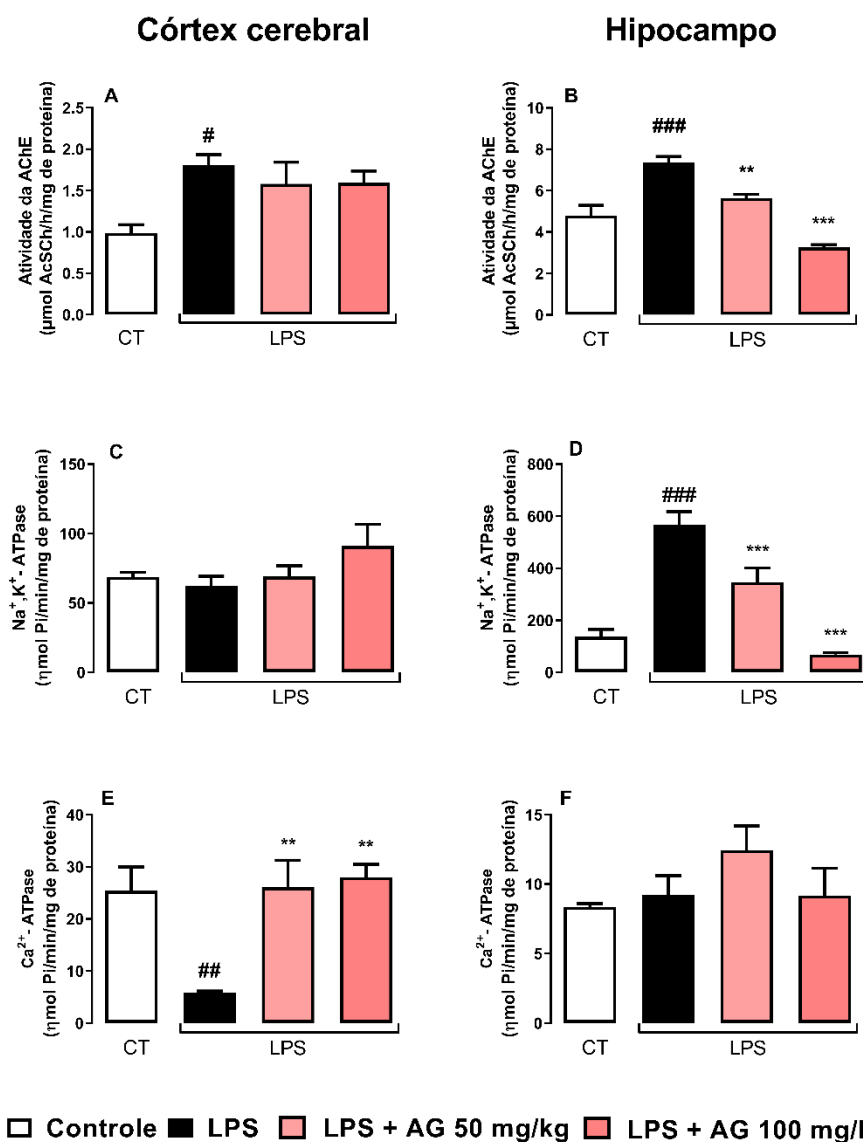 Córtex cerebral
Hipocampo
A
Atividade da AChE
(µmol AcSCh/h/mg de proteína)
2.5
2.0
1.5
1.0
0.5
0.0
#
CT
LPS
B
Atividade da AChE
(µmol AcSCh/h/mg de proteína)
10
8
6
4
2
0
###
**
***
CT
LPS
C
Na⁺,K⁺- ATPase
(ηmol Pi/min/mg de proteína)
150
100
50
0
CT
LPS
D
Na⁺,K⁺- ATPase
(ηmol Pi/min/mg de proteína)
800
600
400
200
0
###
***
***
CT
LPS
E
Ca²⁺- ATPase
(ηmol Pi/min/mg de proteína)
40
30
20
10
0
##
**
**
CT
LPS
F
Ca²⁺- ATPase
(ηmol Pi/min/mg de proteína)
15
10
5
0
CT
LPS
Controle LPS LPS + AG 50 mg/kg LPS + AG 100 mg/